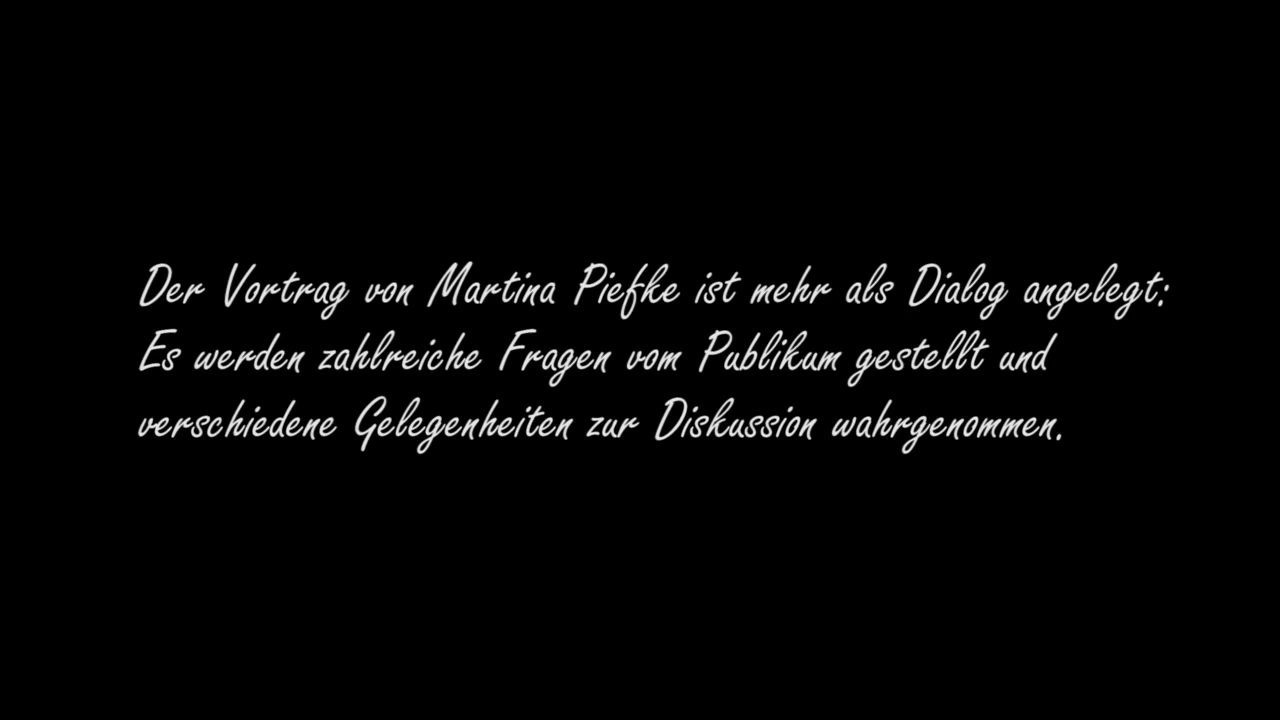 Der Vortrag von Martina Piefke ist mehr als Dialog angelegt:
Es werden zahlreiche Fragen vom Publikum gestellt und
verschiedene Gelegenheiten zur Diskussion wahrgenommen.